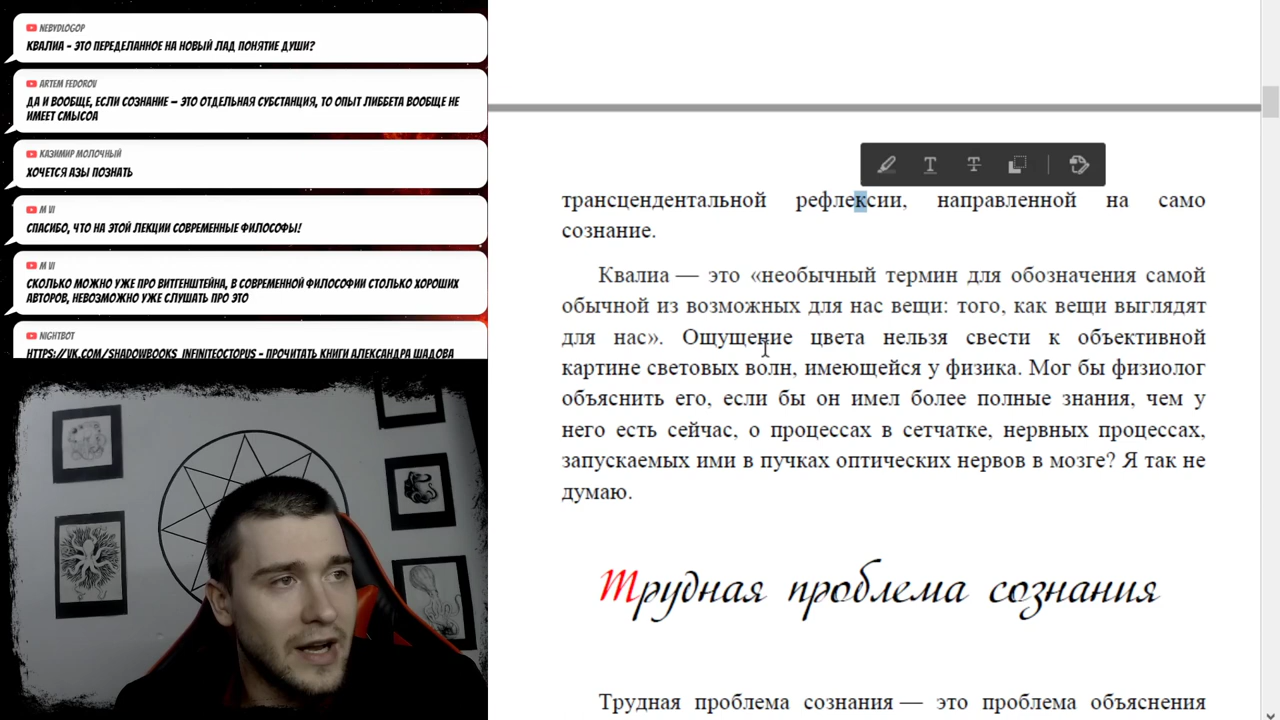 NEBYDLOGOP
КВАЛИА - ЭТО ПЕРЕДЕЛАННОЕ НА НОВЫЙ ЛАД ПОНЯТИЕ ДУШИ?
ARTEM FEDOROV
ДА И ВООБЩЕ, ЕСЛИ СОЗНАНИЕ – ЭТО ОТДЕЛЬНАЯ СУБСТАНЦИЯ, ТО ОПЫТ ЛИББЕТА ВООБЩЕ НЕ
ИМЕЕТ СМЫСОА
КАЗИМИР МОЛОЧНЫЙ
ХОЧЕТСЯ АЗЫ ПОЗНАТЬ
M VI
СПАСИБО, ЧТО НА ЭТОЙ ЛЕКЦИИ СОВРЕМЕННЫЕ ФИЛОСОФЫ!
M VI
СКОЛЬКО МОЖНО УЖЕ ПРО ВИТГЕНШТЕЙНА, В СОВРЕМЕННОЙ ФИЛОСОФИИ СТОЛЬКО ХОРОШИХ
АВТОРОВ, НЕВОЗМОЖНО УЖЕ СЛУШАТЬ ПРО ЭТО
NIGHTBOT
HTTPS://VK.COM/SHADOWBOOKS_INFINITEOCTOPUS - ПРОЧИТАТЬ КНИГИ АЛЕКСАНДРА ШАДОВА
трансцендентальной рефлексии, направленной на само
сознание.
Квалиа — это «необычный термин для обозначения самой
обычной из возможных для нас вещи: того, как вещи выглядят
для нас». Ощущение цвета нельзя свести к объективной
картине световых волн, имеющейся у физика. Мог бы физиолог
объяснить его, если бы он имел более полные знания, чем у
него есть сейчас, о процессах в сетчатке, нервных процессах,
запускаемых ими в пучках оптических нервов в мозге? Я так не
думаю.
Трудная проблема сознания
Трудная проблема сознания — это проблема объяснения